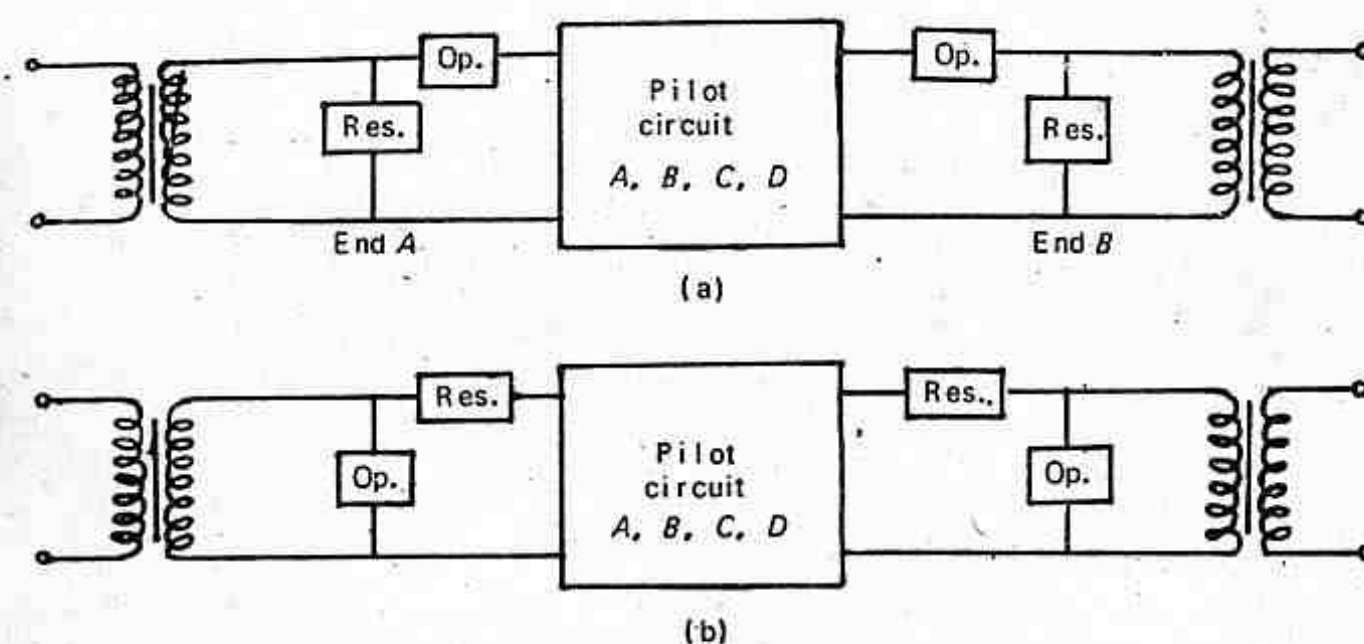 Op.
Op.
Pilot
circuit
A, B, C, D
Res.
Res.
End A
End B
(a)
Res.
Res.
Pilot
circuit
A, B, C, D
Op.
Op.
(b)